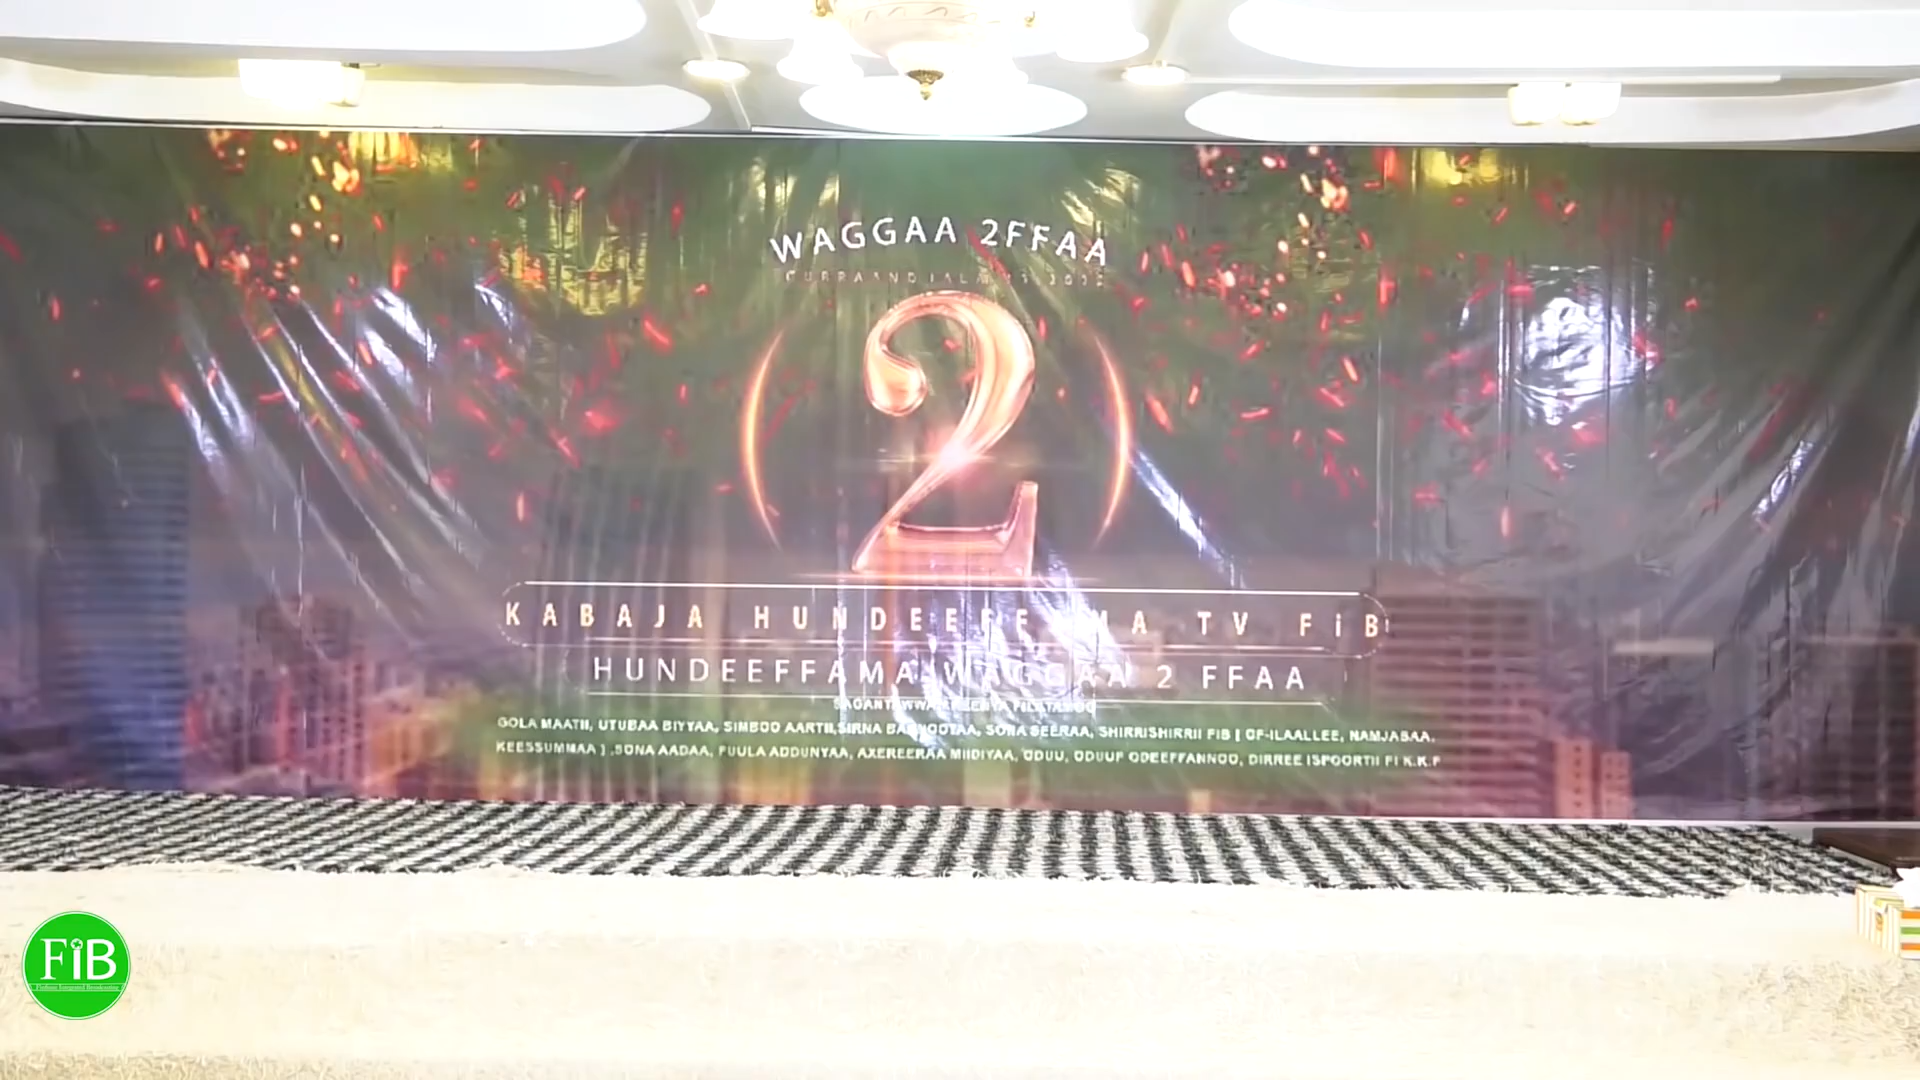 WAGGAA 2FFAA
2
KABAJA HUNDEEFFAMA TV FiB
HUNDEEFFAMA WAGGAA 2 FFAA
GOLA MAATII, UTUBAA BIYYAA, SIMBOO AARTII, SIRNA SONA SEERAA, SHIRRISHIRRII FIB [ OF-ILAALLEE, NAMJABAA,
KEESSUMMAA ] ,SONA AADAA, FUULA ADDUNYAA, AXEREERAA MIIDIYAA, ODUU, ODUUF ODEEFFANNOO, DIRREE ISPOORTII FI K.K.F
FiB